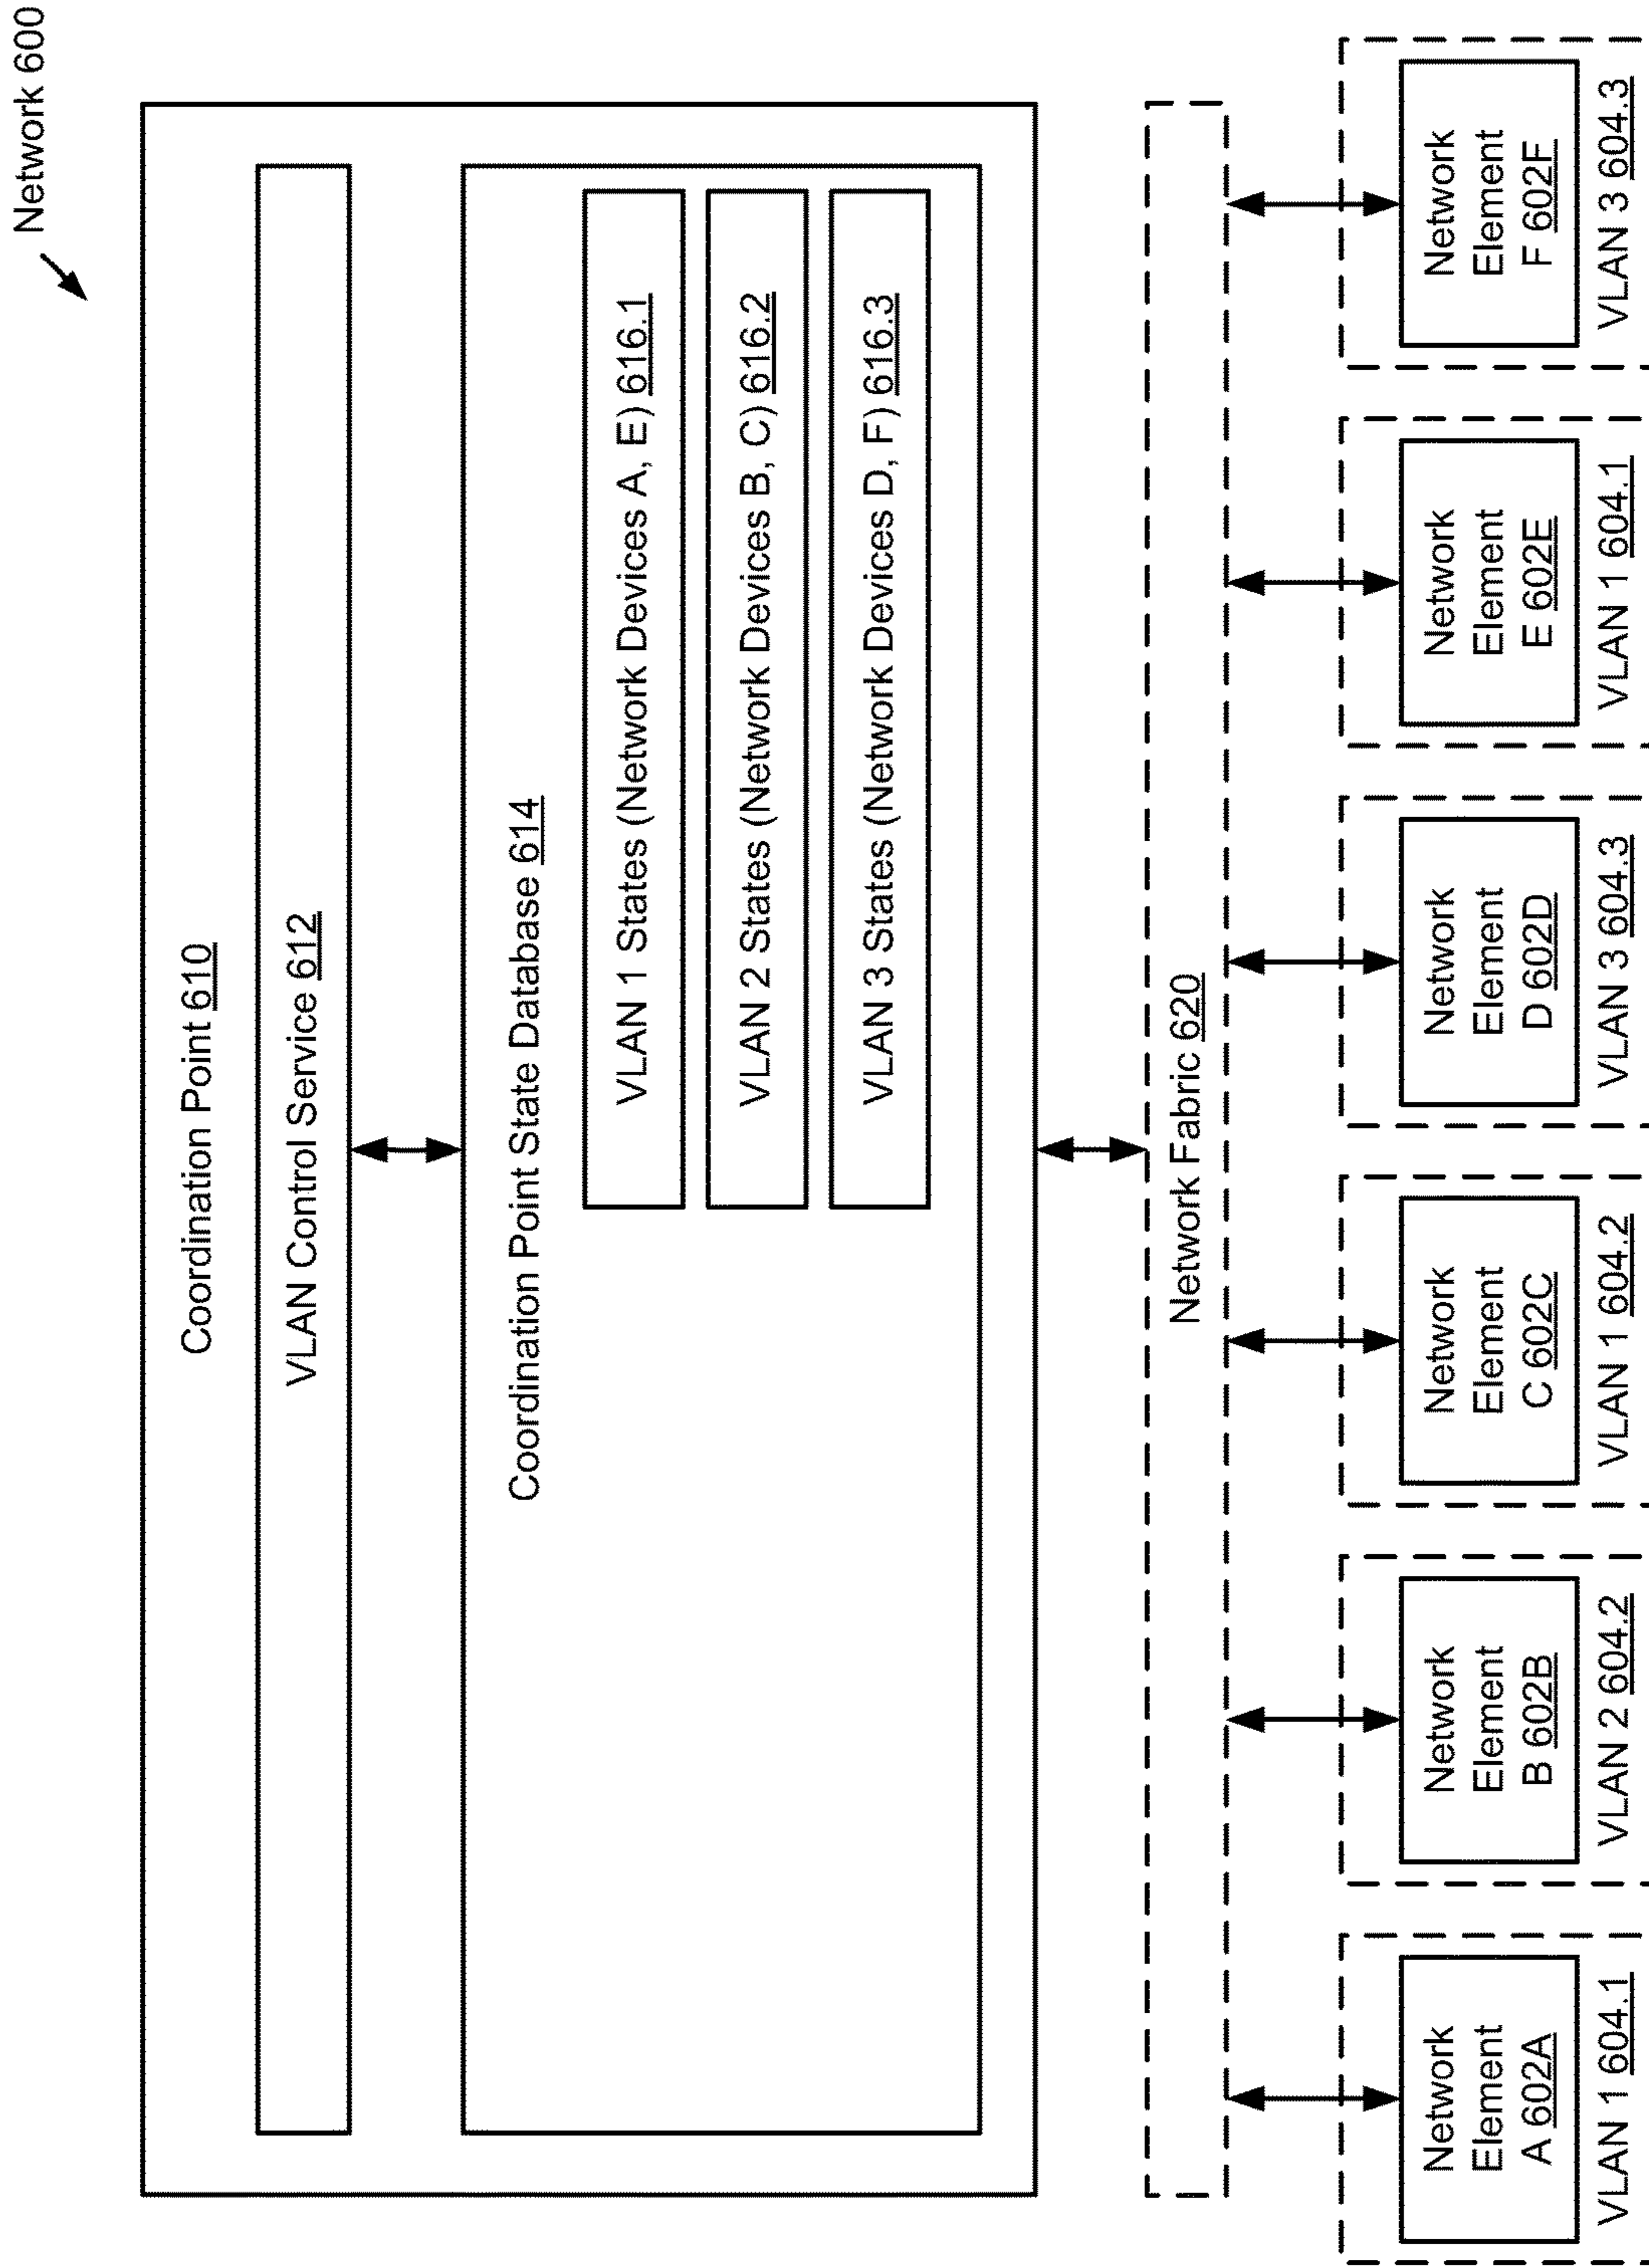 Network 600
Coordination Point 610
VLAN Control Service 612
Coordination Point State Database 614
VLAN 1 States (Network Devices A, E) 616.1
VLAN 2 States (Network Devices B, C) 616.2
VLAN 3 States (Network Devices D, F) 616.3
Network Fabric 620
Network
Element
A 602A
VLAN 1 604.1
Network
Element
B 602B
VLAN 2 604.2
Network
Element
C 602C
VLAN 1 604.2
Network
Element
D 602D
VLAN 3 604.3
Network
Element
E 602E
VLAN 1 604.1
Network
Element
F 602F
VLAN 3 604.3